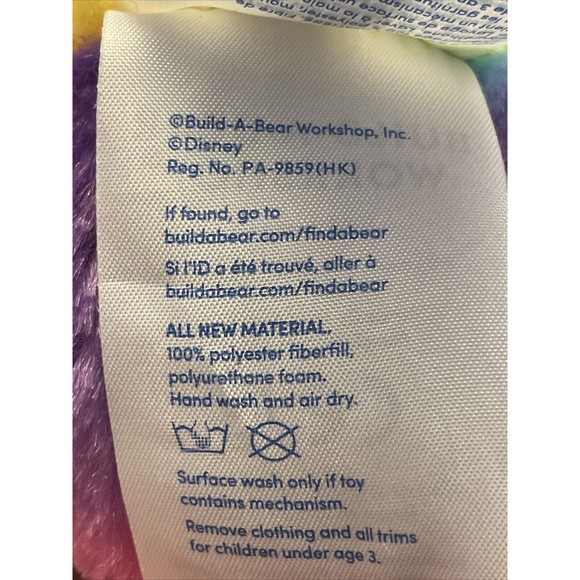 ©Build-A-Bear Workshop, Inc.
©Disney
Reg. No. PA-9859(HK)
If found, go to
buildabear.com/findabear
Si l'ID a été trouvé, aller à
buildabear.com/findabear
ALL NEW MATERIAL.
100% polyester fiberfill,
polyurethane foam.
Hand wash and air dry.
Surface wash only if toy
contains mechanism.
Remove clothing and all trims
for children under age 3.